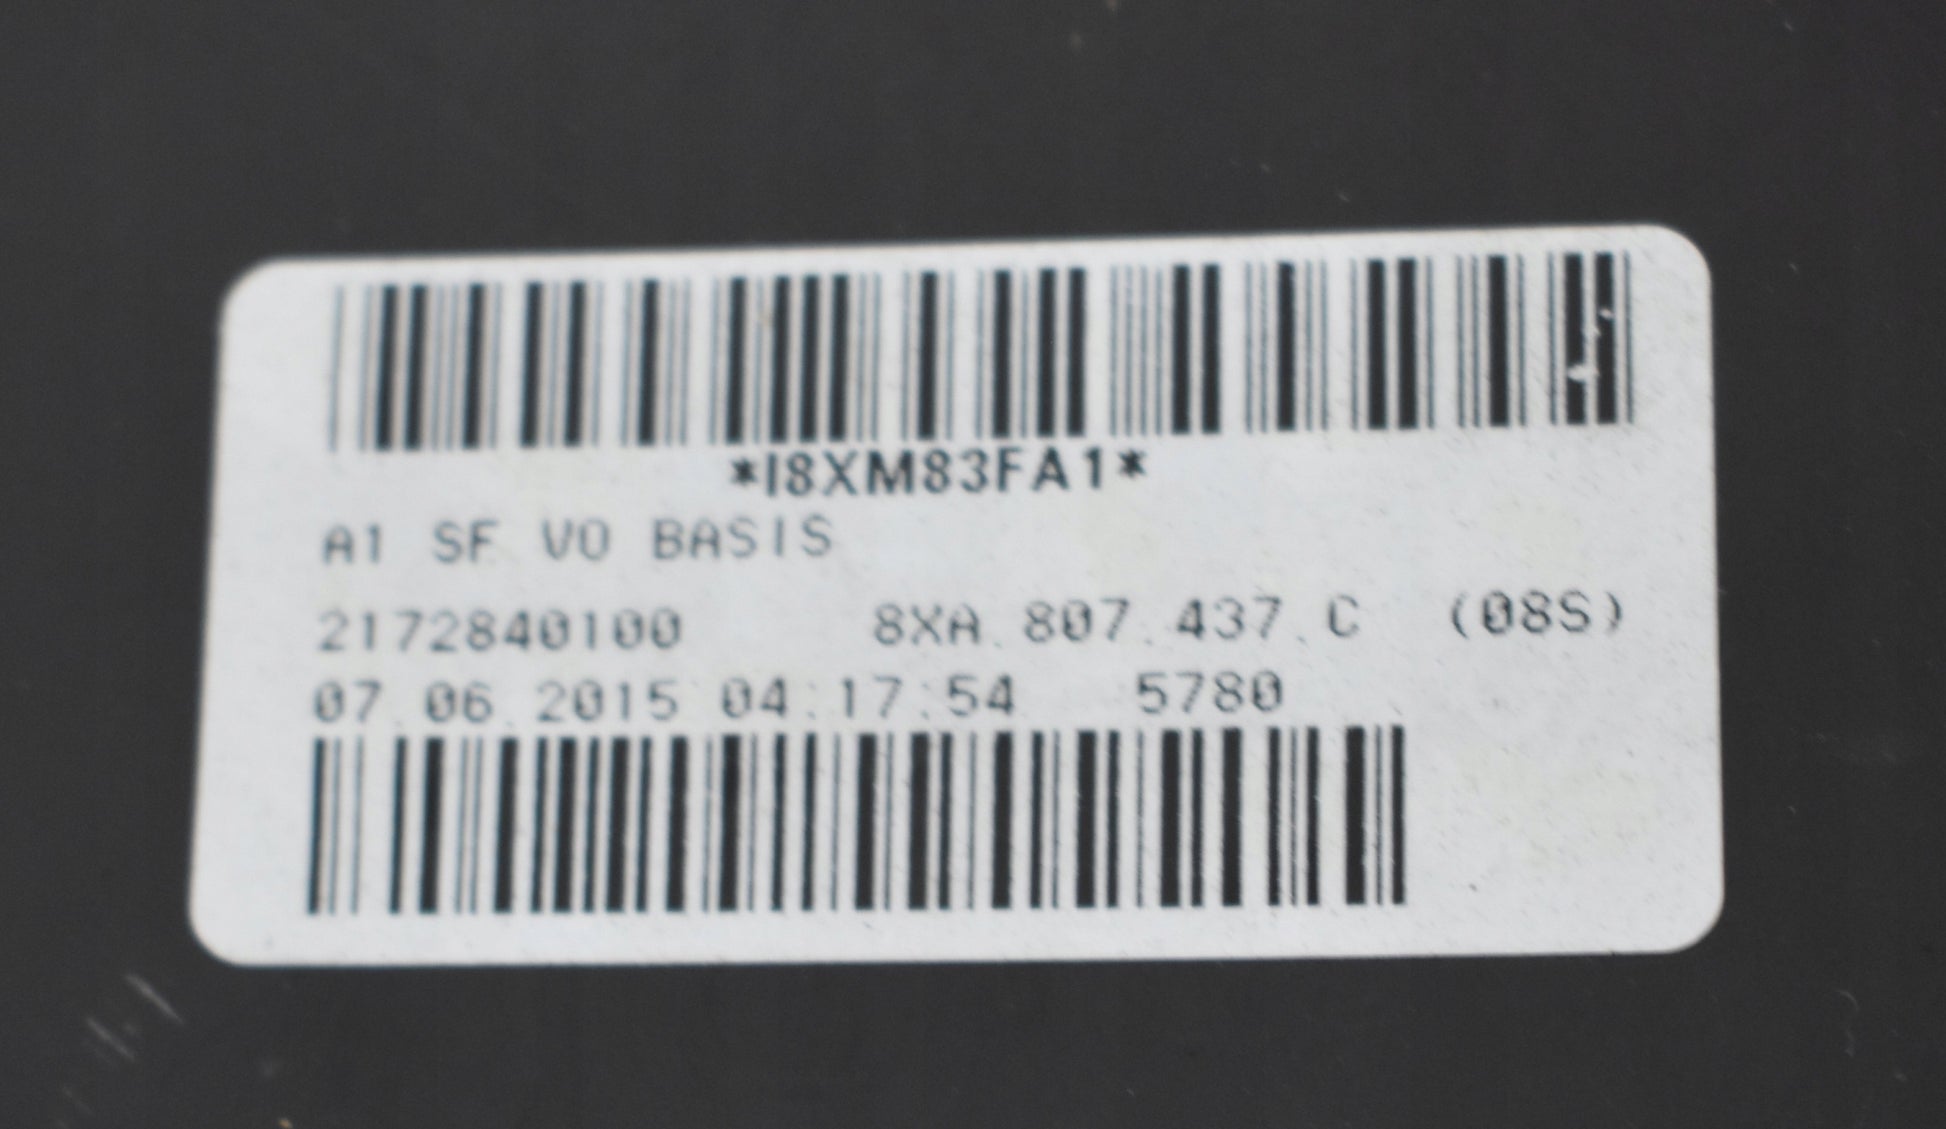 *I8XM83FA1*
A1 SF VO BASIS
2172840100 8XA.807.437.C (08S)
07.06.2015 04:17:54 5780